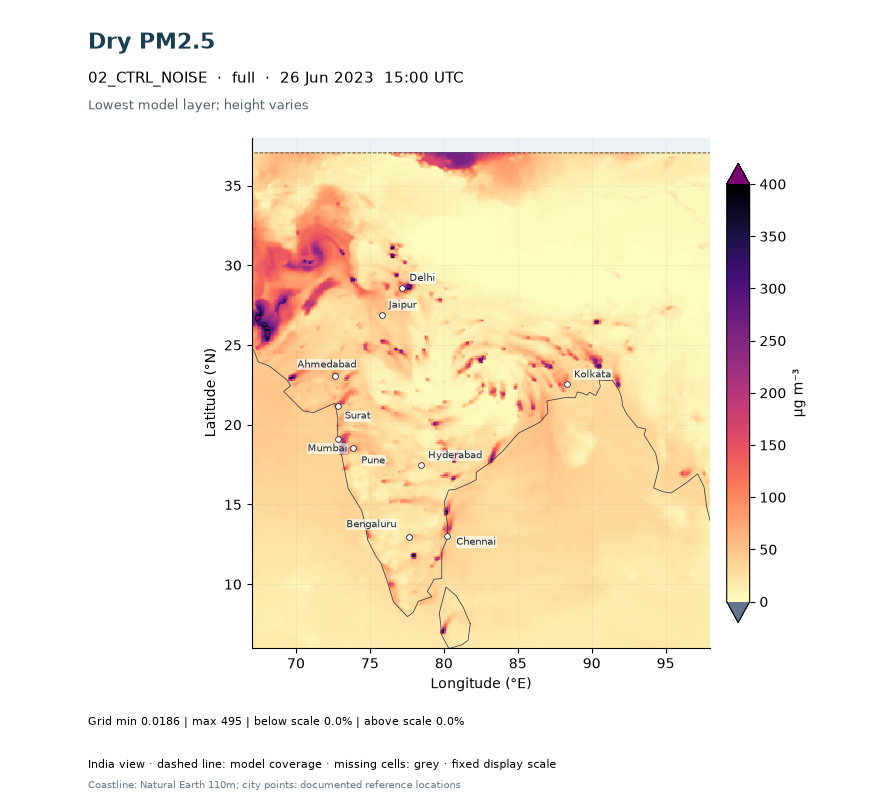 Dry PM2.5
02_CTRL_NOISE · full · 26 Jun 2023 15:00 UTC
Lowest model layer; height varies
35
30
25
20
15
10
Latitude (°N)
70 75 80 85 90 95
Longitude (°E)
Delhi
Jaipur
Ahmedabad
Kolkata
Surat
Mumbai
Pune
Hyderabad
Bengaluru
Chennai
400
350
300
250
200
150
100
50
0
µg m⁻³
Grid min 0.0186 | max 495 | below scale 0.0% | above scale 0.0%
India view · dashed line: model coverage · missing cells: grey · fixed display scale
Coastline: Natural Earth 110m; city points: documented reference locations